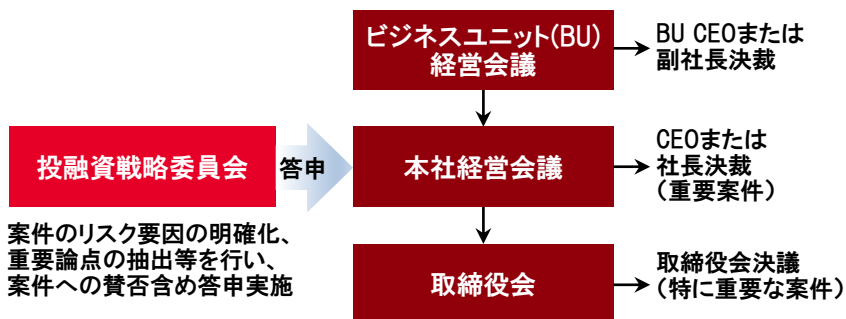 ビジネスユニット(BU)
経営会議
BU CEOまたは
副社長決裁
投融資戦略委員会
答申
本社経営会議
CEOまたは
社長決裁
（重要案件）
案件のリスク要因の明確化、
重要論点の抽出等を行い、
案件への賛否含め答申実施
取締役会
取締役会決議
（特に重要な案件）